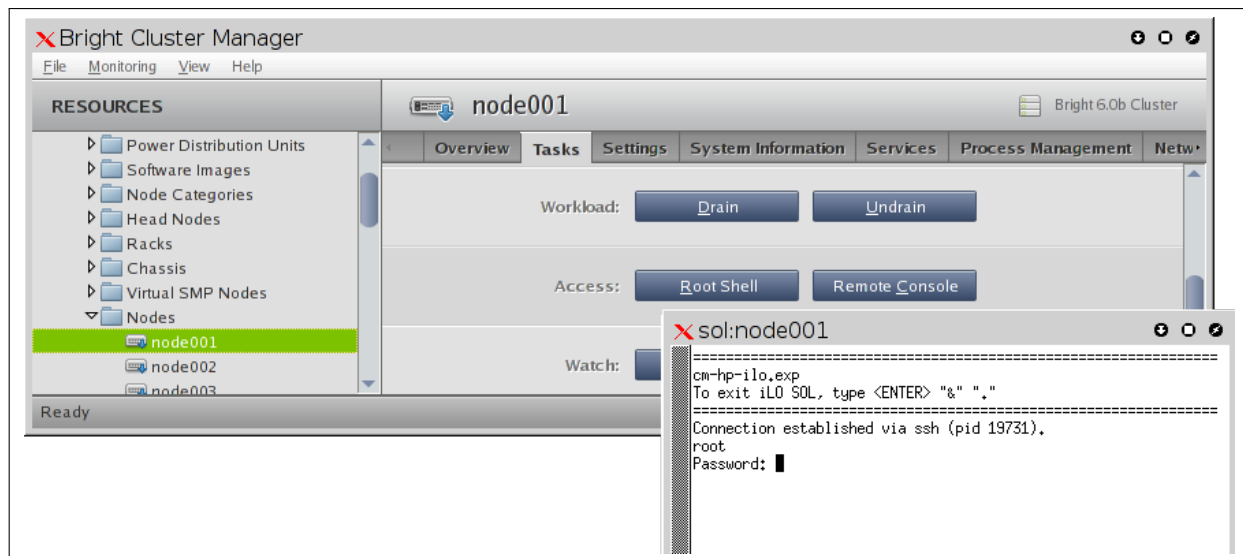 Bright Cluster Manager
File Monitoring View Help
RESOURCES
node001
Bright 6.0b Cluster
Overview Tasks Settings System Information Services Process Management Netw
Power Distribution Units
Software Images
Node Categories
Head Nodes
Racks
Chassis
Virtual SMP Nodes
Nodes
node001
node002
node003
Workload: Drain Undrain
Access: Root Shell Remote Console
Watch:
Ready
sol:node001
================================================================
cm-hp-ilo.exp
To exit iLO SOL, type <ENTER> "&" "."
================================================================
Connection established via ssh (pid 19731).
root
Password: